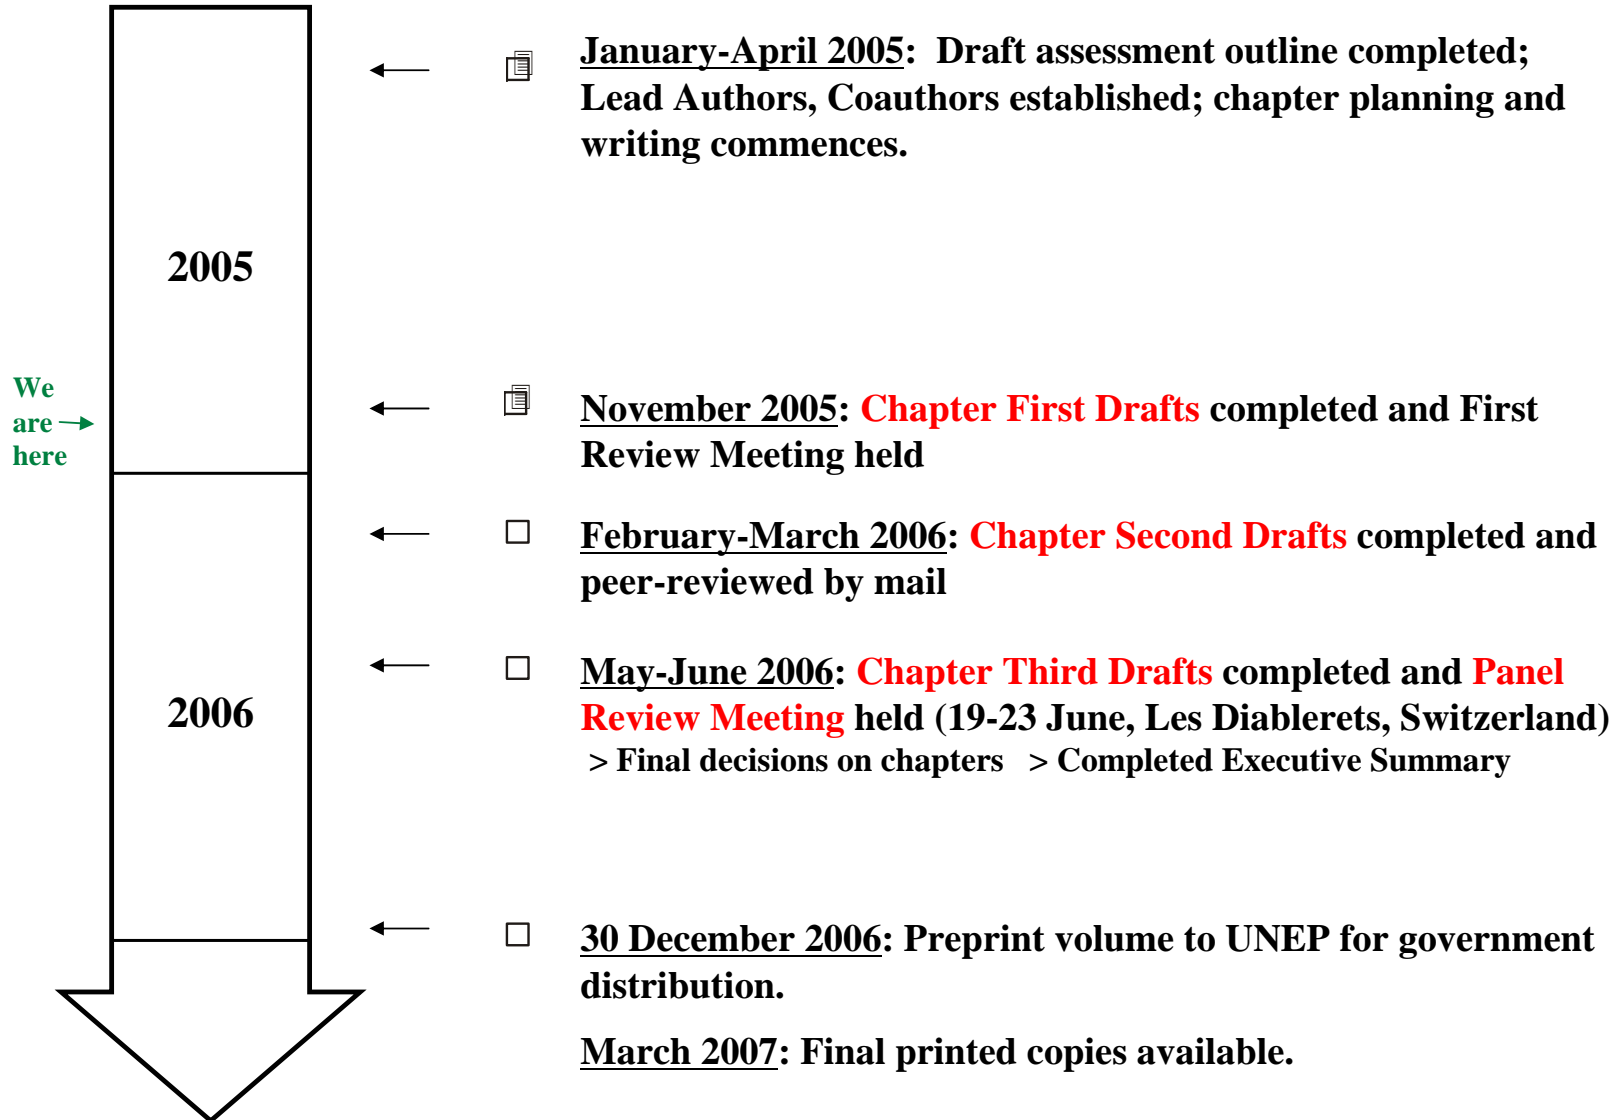 January-April 2005: Draft assessment outline completed;
Lead Authors, Coauthors established; chapter planning and
writing commences.
2005
We
are
here
November 2005: Chapter First Drafts completed and First
Review Meeting held
February-March 2006: Chapter Second Drafts completed and
peer-reviewed by mail
May-June 2006: Chapter Third Drafts completed and Panel
Review Meeting held (19-23 June, Les Diablerets, Switzerland)
> Final decisions on chapters > Completed Executive Summary
2006
30 December 2006: Preprint volume to UNEP for government
distribution.
March 2007: Final printed copies available.